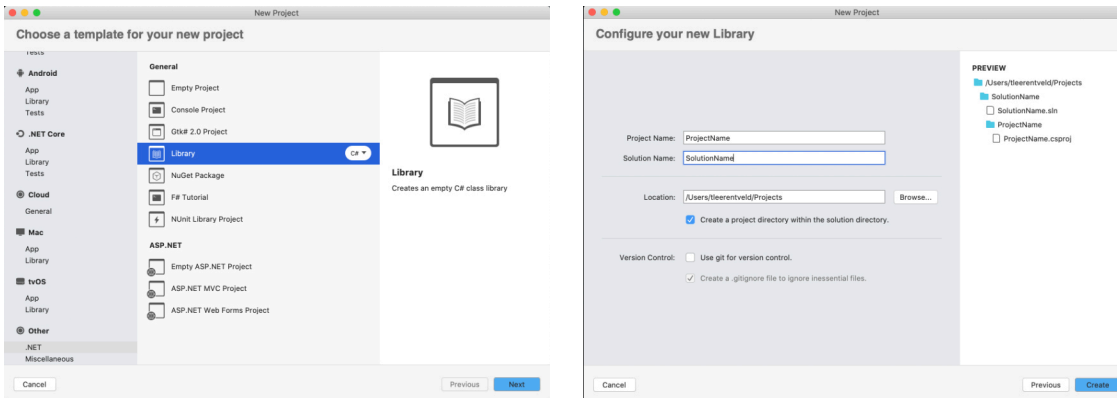 New Project
Choose a template for your new project
Tests
Android
App
Library
Tests
.NET Core
App
Library
Tests
Cloud
General
Mac
App
Library
tvOS
App
Library
Other
.NET
Miscellaneous
General
Empty Project
Console Project
Gtk# 2.0 Project
Library
C#
NuGet Package
F# Tutorial
NUnit Library Project
ASP.NET
Empty ASP.NET Project
ASP.NET MVC Project
ASP.NET Web Forms Project
Library
Creates an empty C# class library
Cancel
Previous
Next
New Project
Configure your new Library
Project Name: ProjectName
Solution Name: SolutionName
Location: /Users/tleerentveld/Projects Browse...
Create a project directory within the solution directory.
Version Control: Use git for version control.
Create a .gitignore file to ignore inessential files.
PREVIEW
/Users/tleerentveld/Projects
SolutionName
SolutionName.sln
ProjectName
ProjectName.csproj
Cancel
Previous
Create